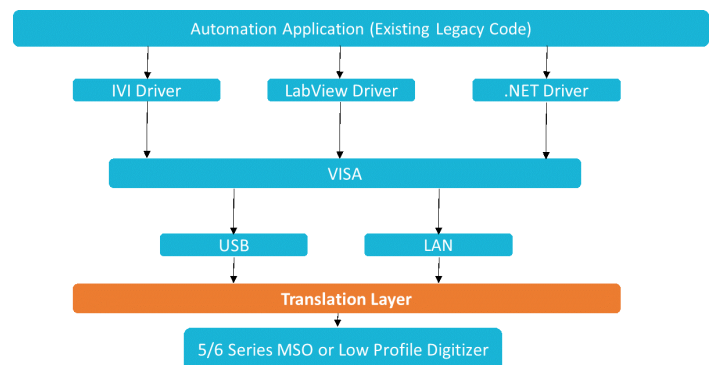 Automation Application (Existing Legacy Code)
IVI Driver
LabView Driver
.NET Driver
VISA
USB
LAN
Translation Layer
5/6 Series MSO or Low Profile Digitizer